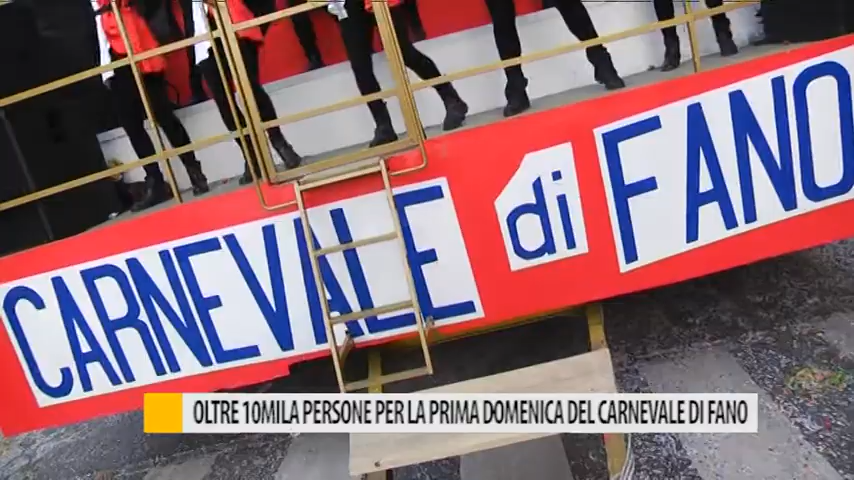 CARNEVALE di FANO
OLTRE 10MILA PERSONE PER LA PRIMA DOMENICA DEL CARNEVALE DI FANO